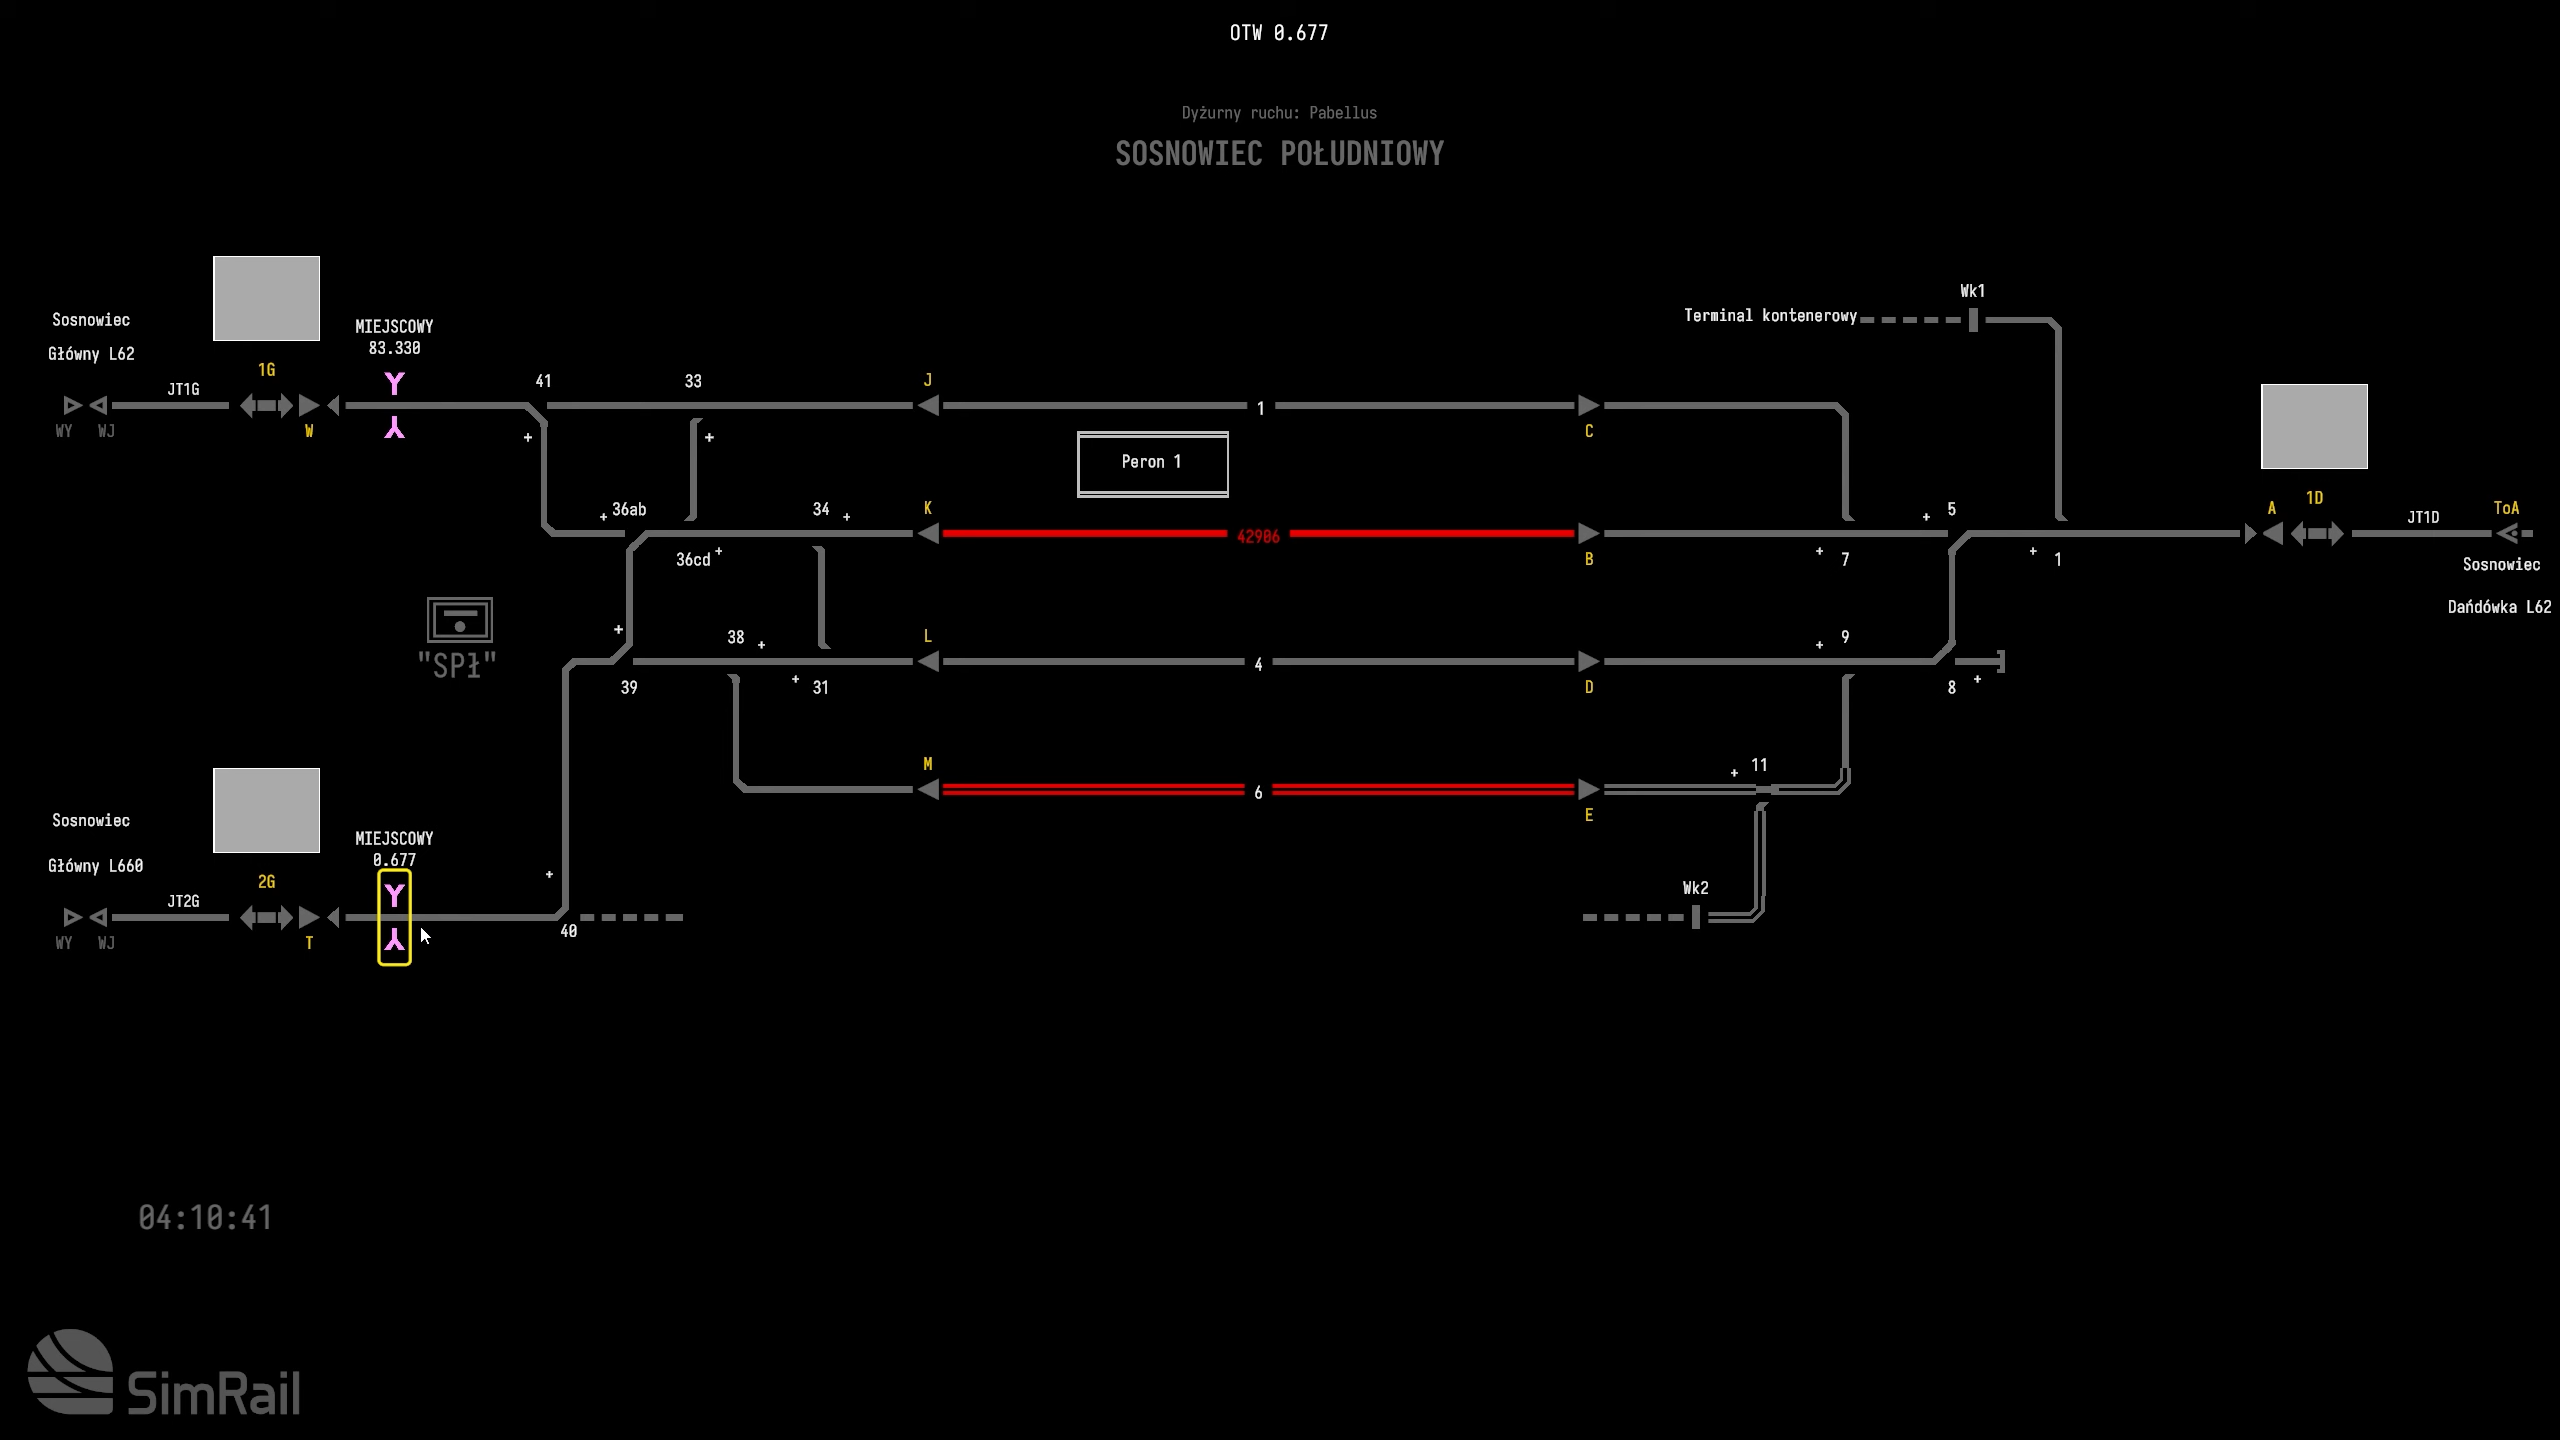 OTW 0.677
Dyżurny ruchu: Pabellus
SOSNOWIEC POŁUDNIOWY
Wk1
Terminal kontenerowy
Sosnowiec
Główny L62
MIEJSCOWY
83.330
1G
JT1G
41
33
J
1
WY
WJ
W
+
+
C
Peron 1
36ab
+
34
+
K
42906
+
5
1D
A
JT1D
ToA
36cd
+
B
+
7
+
1
Sosnowiec
Dańdówka L62
"SPł"
+
38
+
L
4
+
9
39
+
31
D
8
+
M
6
+
11
E
Sosnowiec
Główny L660
MIEJSCOWY
0.677
2G
JT2G
+
Wk2
WY
WJ
T
40
04:10:41
SimRail